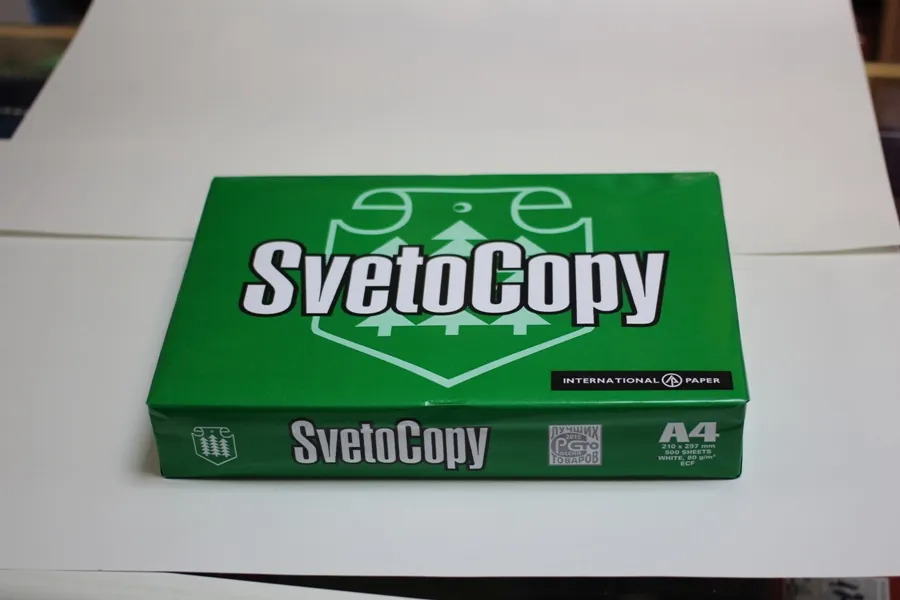 SvetoCopy
INTERNATIONAL PAPER
SvetoCopy
ЛУЧШИХ
ТОВАРОВ
A4
210 x 297 mm
500 SHEETS
WHITE, 80 g/m²
ECF